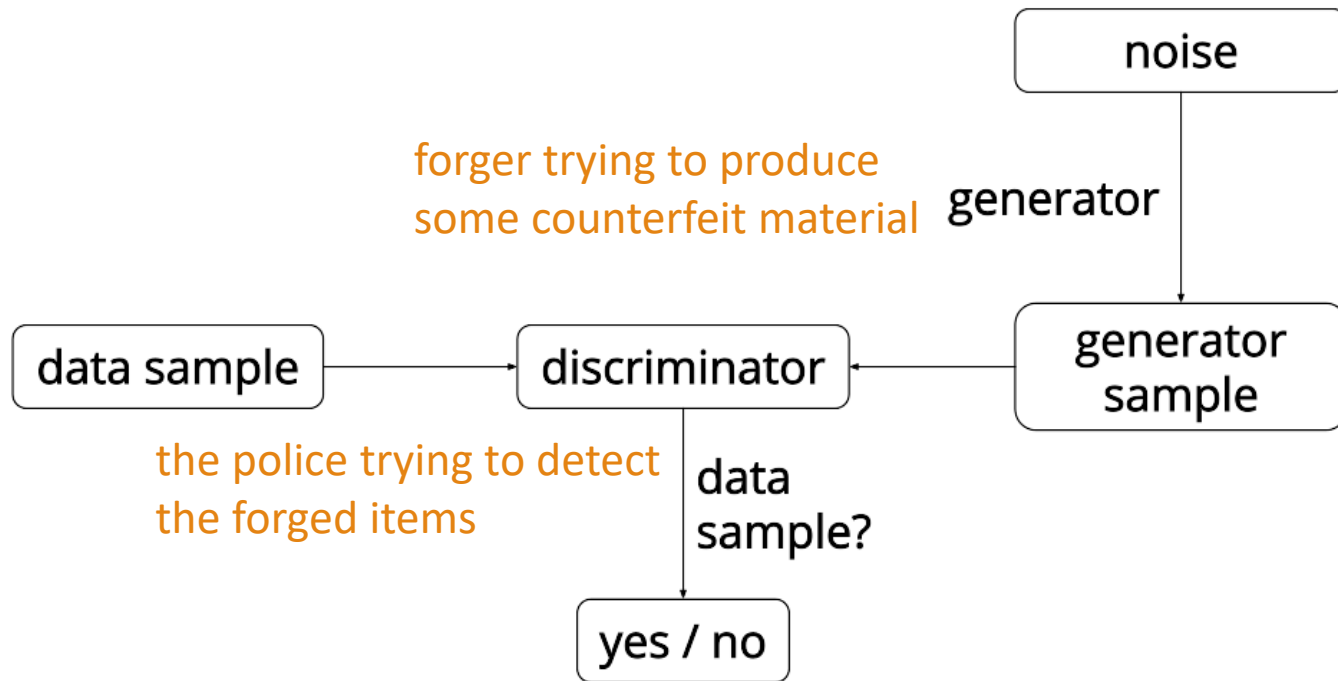 noise
forger trying to produce
some counterfeit material
generator
data sample
discriminator
generator
sample
the police trying to detect
the forged items
data
sample?
yes / no